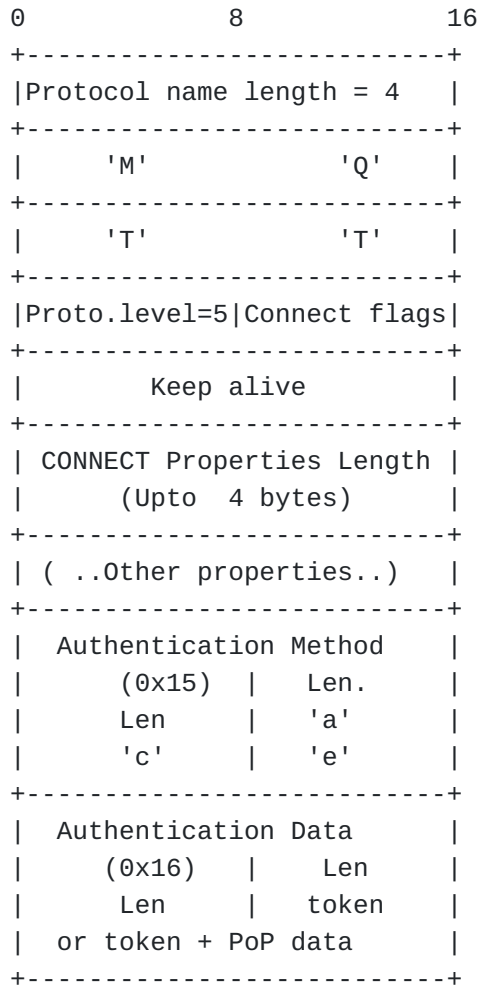 0              8             16
+---------------------------+
|Protocol name length = 4   |
+---------------------------+
|     'M'            'Q'    |
+---------------------------+
|     'T'            'T'    |
+---------------------------+
|Proto.level=5|Connect flags|
+---------------------------+
|        Keep alive         |
+---------------------------+
| CONNECT Properties Length |
|      (Upto  4 bytes)      |
+---------------------------+
| ( ..Other properties..)   |
+---------------------------+
|  Authentication Method    |
|      (0x15)  |   Len.     |
|      Len     |   'a'      |
|      'c'     |   'e'      |
+---------------------------+
|  Authentication Data      |
|     (0x16)   |    Len     |
|      Len     |   token    |
|  or token + PoP data      |
+---------------------------+